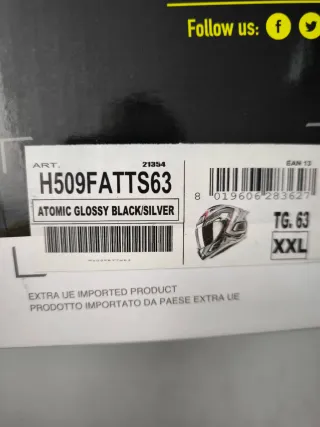 Follow us:
ART. 21354 EAN 13
H509FATTS63
ATOMIC GLOSSY BLACK/SILVER
8 019606 283627
TG. 63
XXL
EXTRA UE IMPORTED PRODUCT
PRODOTTO IMPORTATO DA PAESE EXTRA UE